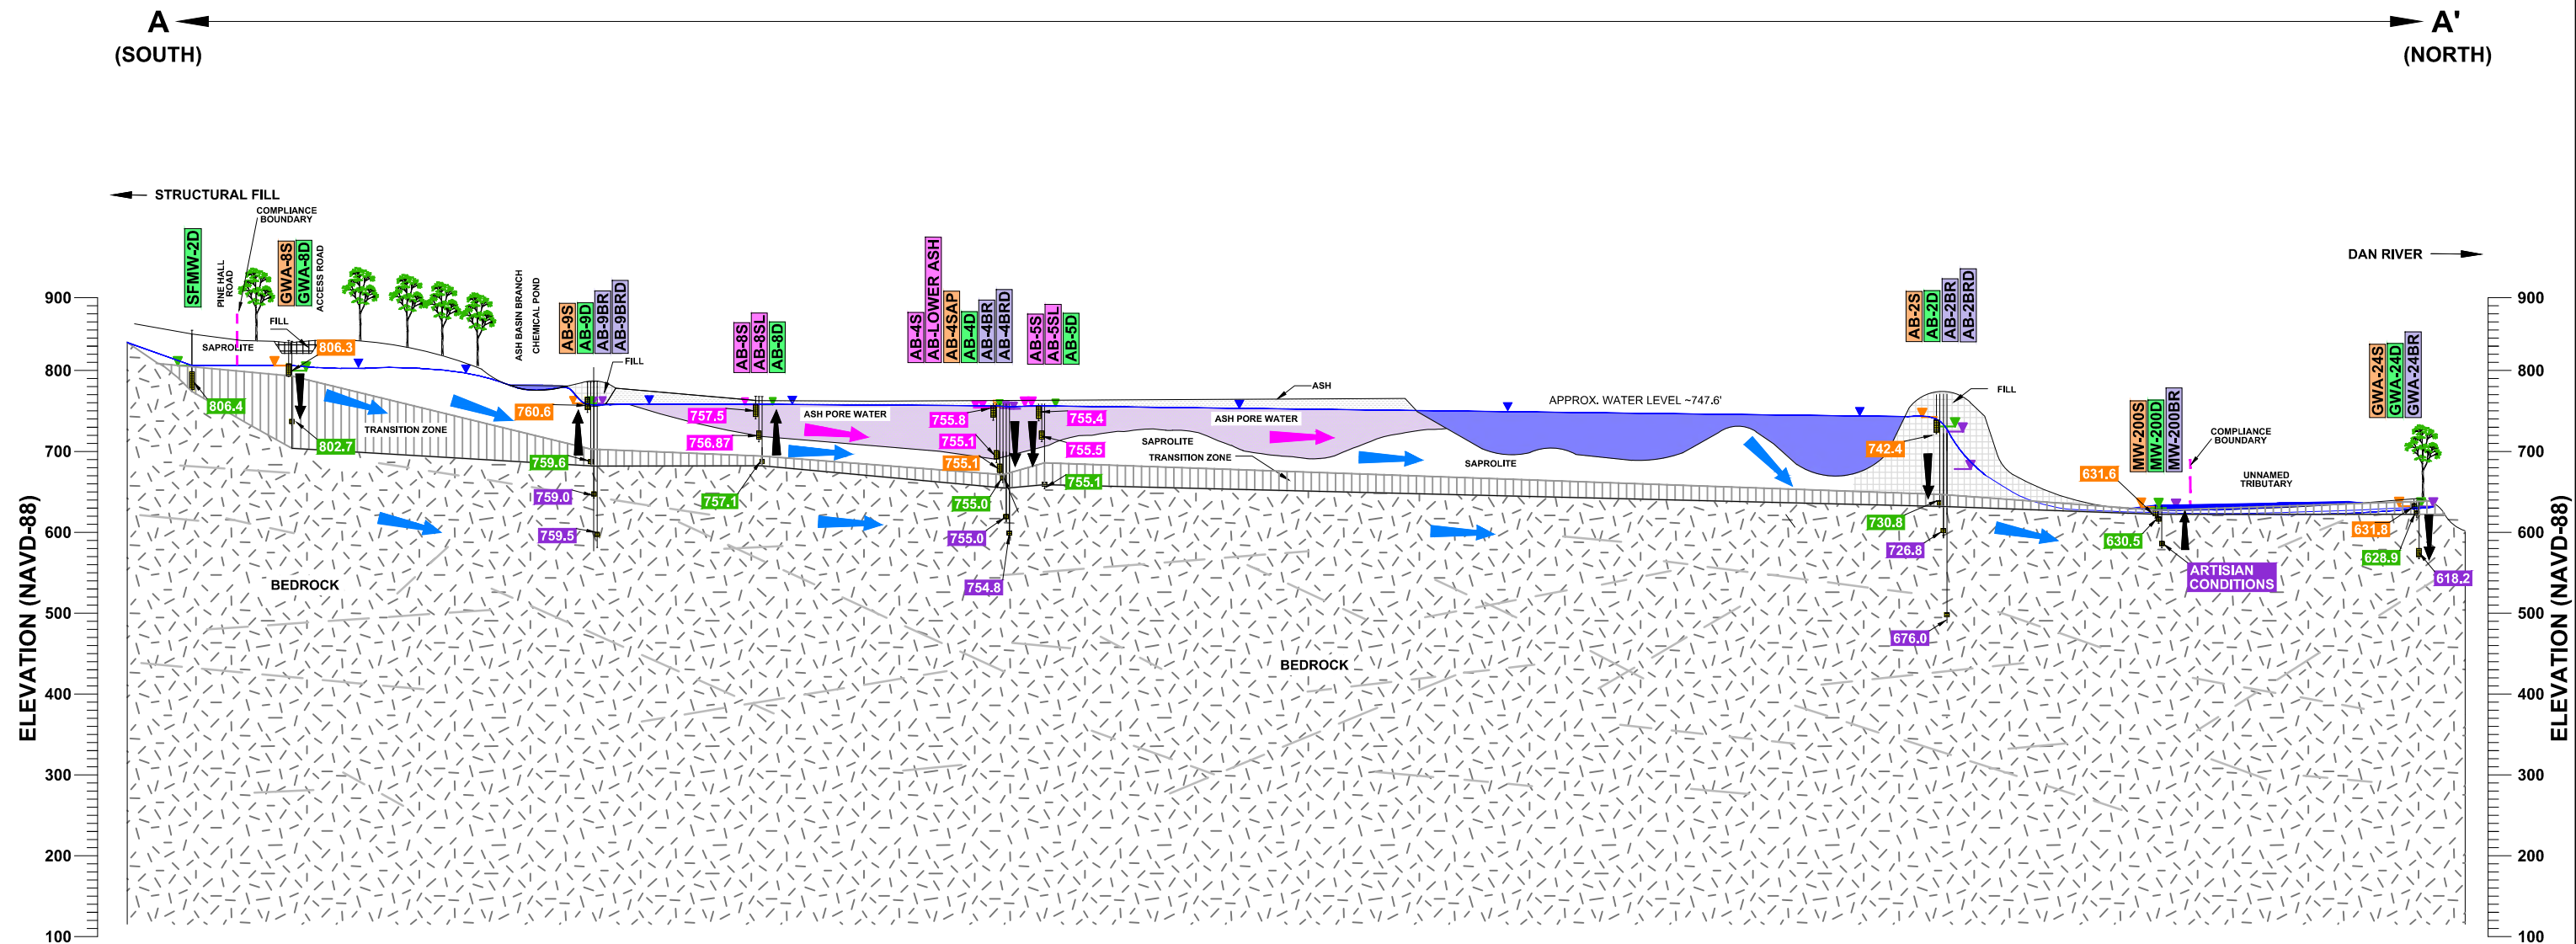 A
A'
(SOUTH)
(NORTH)
STRUCTURAL FILL
COMPLIANCE
BOUNDARY
DAN RIVER
SFMW-2D
PINE HALL
ROAD
GWA-8S
GWA-8D
ACCESS ROAD
FILL
SAPROLITE
806.3
806.4
802.7
TRANSITION ZONE
ASH BASIN BRANCH
CHEMICAL POND
AB-9S
AB-9D
AB-9BR
AB-9BRD
FILL
760.6
759.6
759.0
759.5
AB-8S
AB-8SL
AB-8D
757.5
756.87
757.1
ASH PORE WATER
AB-4S
AB-LOWER ASH
AB-4SAP
AB-4D
AB-4BR
AB-4BRD
755.8
755.1
755.1
755.0
755.0
754.8
AB-5S
AB-5SL
AB-5D
755.4
755.5
755.1
ASH
ASH PORE WATER
SAPROLITE
TRANSITION ZONE
SAPROLITE
APPROX. WATER LEVEL ~747.6'
AB-2S
AB-2D
AB-2BR
AB-2BRD
FILL
742.4
730.8
726.8
676.0
631.6
MW-200S
MW-200D
MW-200BR
COMPLIANCE
BOUNDARY
UNNAMED
TRIBUTARY
630.5
ARTISIAN
CONDITIONS
GWA-24S
GWA-24D
GWA-24BR
631.8
628.9
618.2
BEDROCK
BEDROCK
ELEVATION (NAVD-88)
900
800
700
600
500
400
300
200
100
ELEVATION (NAVD-88)
900
800
700
600
500
400
300
200
100